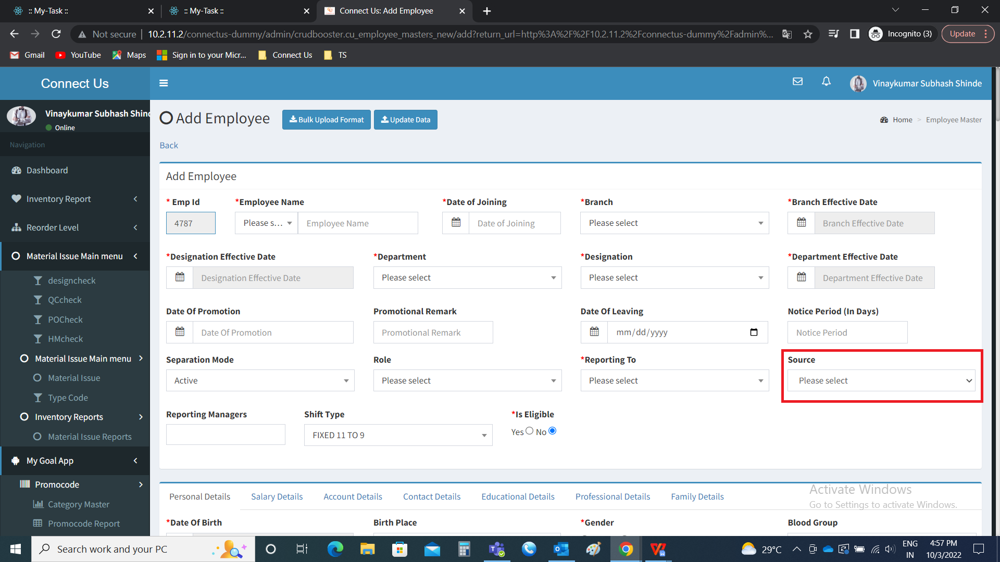 :: My-Task ::
:: My-Task ::
Connect Us: Add Employee
Not secure
10.2.11.2/connectus-dummy/admin/crudbooster.cu_employee_masters_new/add?return_url=http%3A%2F%2F10.2.11.2%2Fconnectus-dummy%2Fadmin%...
Incognito (3)
Update
Gmail
YouTube
Maps
Sign in to your Micr...
Connect Us
TS
Connect Us
Vinaykumar Subhash Shinde
Vinaykumar Subhash Shind
Online
Navigation
Dashboard
Inventory Report
Reorder Level
Material Issue Main menu
designcheck
QCcheck
POCheck
HMcheck
Material Issue Main menu
Material Issue
Type Code
Inventory Reports
Material Issue Reports
My Goal App
Promocode
Category Master
Promocode Report
Add Employee
Bulk Upload Format
Update Data
Home > Employee Master
Back
Add Employee
* Emp Id
*Employee Name
*Date of Joining
*Branch
*Branch Effective Date
4787
Please s...
Employee Name
Date of Joining
Please select
Branch Effective Date
*Designation Effective Date
*Department
*Designation
*Department Effective Date
Designation Effective Date
Please select
Please select
Department Effective Date
Date Of Promotion
Promotional Remark
Date Of Leaving
Notice Period (In Days)
Date Of Promotion
Promotional Remark
mm/dd/yyyy
Notice Period
Separation Mode
Role
*Reporting To
Source
Active
Please select
Please select
Please select
Reporting Managers
Shift Type
*Is Eligible
FIXED 11 TO 9
Yes No
Personal Details
Salary Details
Account Details
Contact Details
Educational Details
Professional Details
Family Details
Activate Windows
Go to Settings to activate Windows.
*Date Of Birth
Birth Place
*Gender
Blood Group
Search work and your PC
29°C
ENG
IN
4:57 PM
10/3/2022